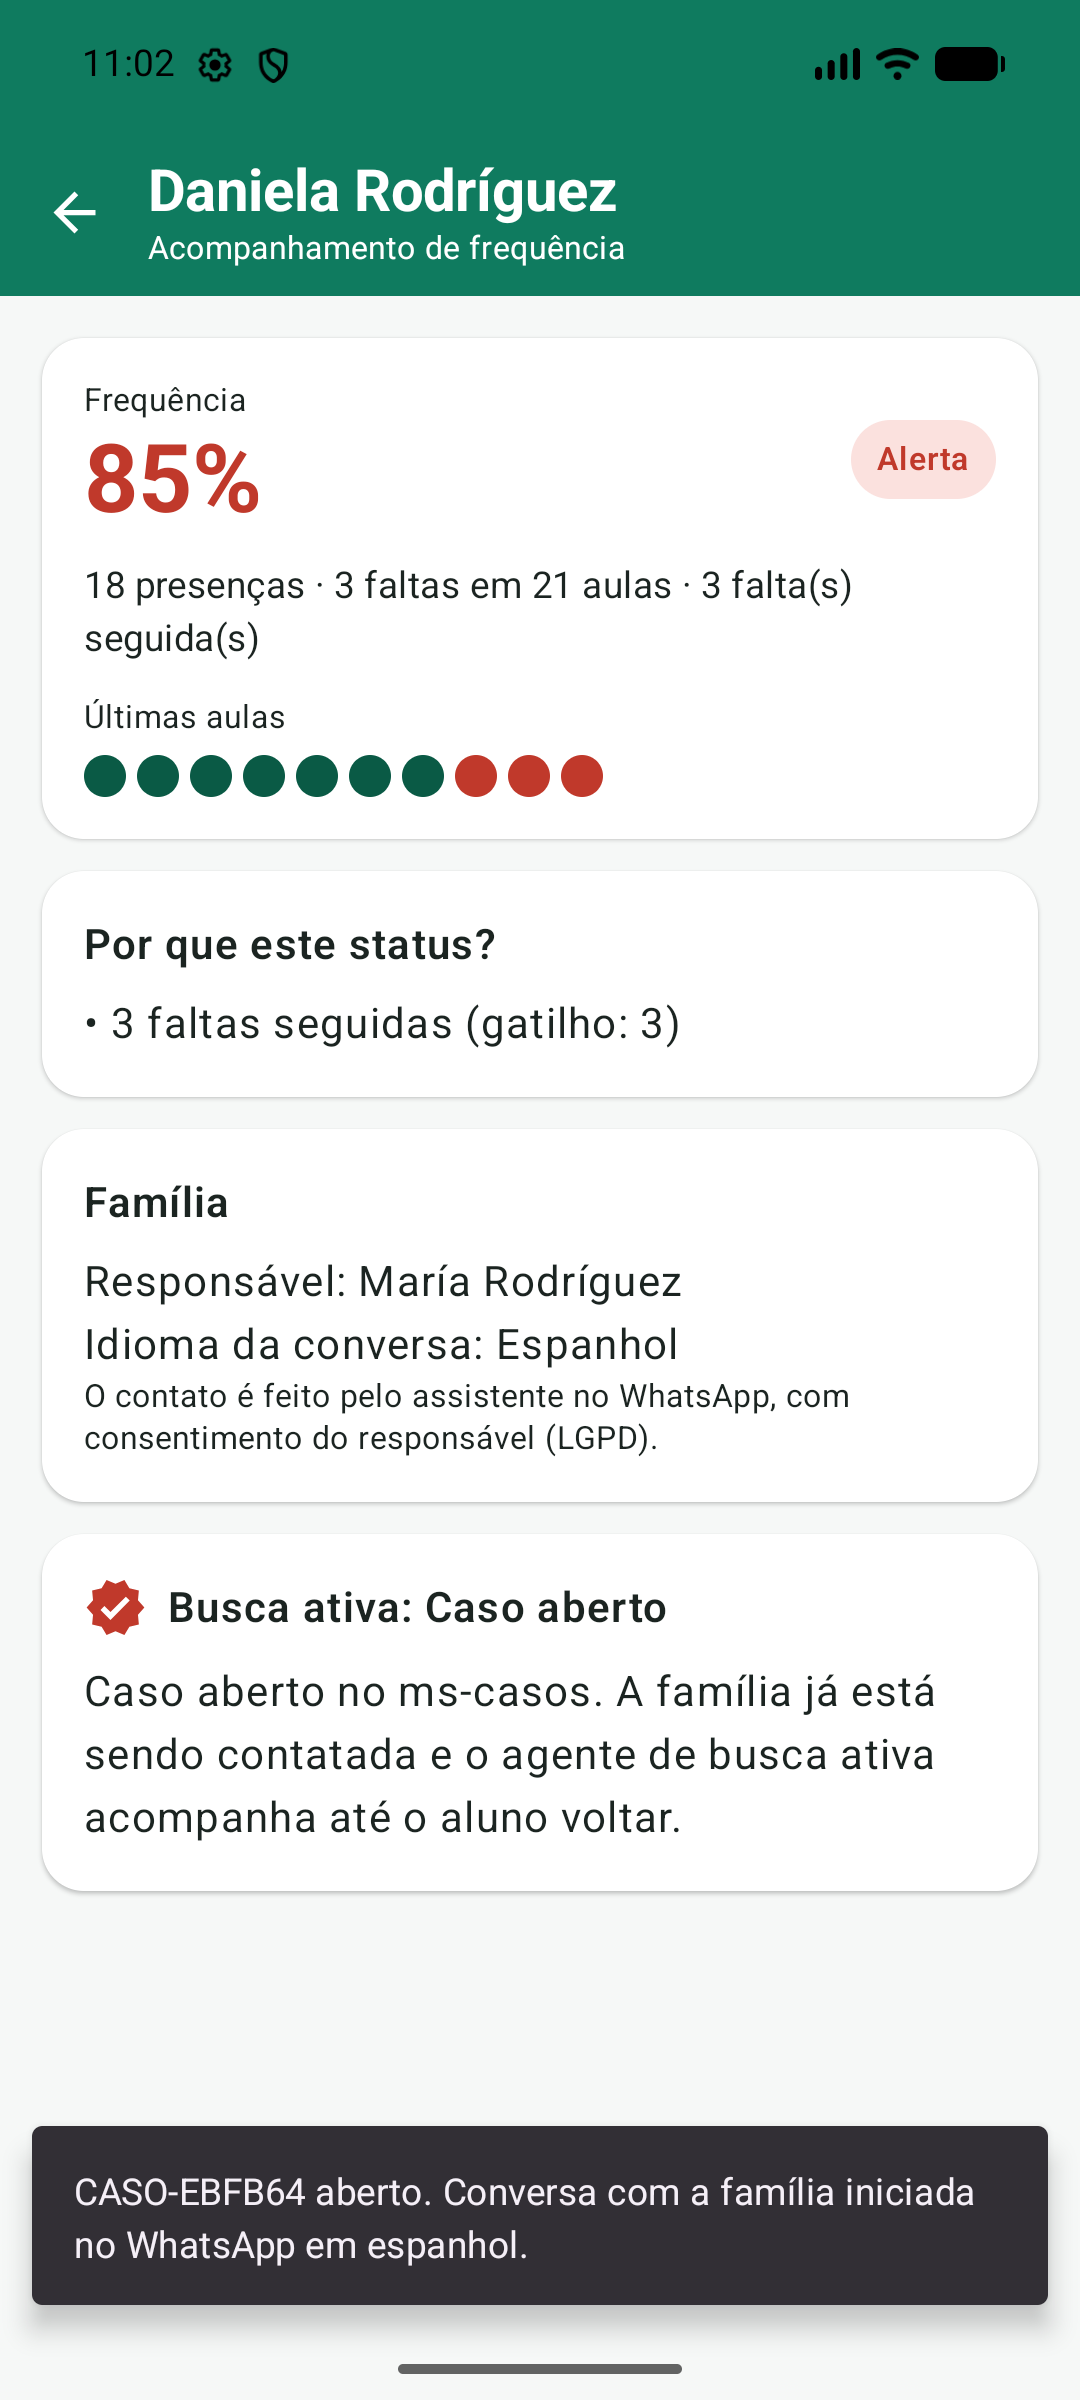 11:02
Daniela Rodríguez
Acompanhamento de frequência
Frequência
85%
Alerta
18 presenças · 3 faltas em 21 aulas · 3 falta(s)
seguida(s)
Últimas aulas
Por que este status?
• 3 faltas seguidas (gatilho: 3)
Família
Responsável: María Rodríguez
Idioma da conversa: Espanhol
O contato é feito pelo assistente no WhatsApp, com
consentimento do responsável (LGPD).
Busca ativa: Caso aberto
Caso aberto no ms-casos. A família já está
sendo contatada e o agente de busca ativa
acompanha até o aluno voltar.
CASO-EBFB64 aberto. Conversa com a família iniciada
no WhatsApp em espanhol.